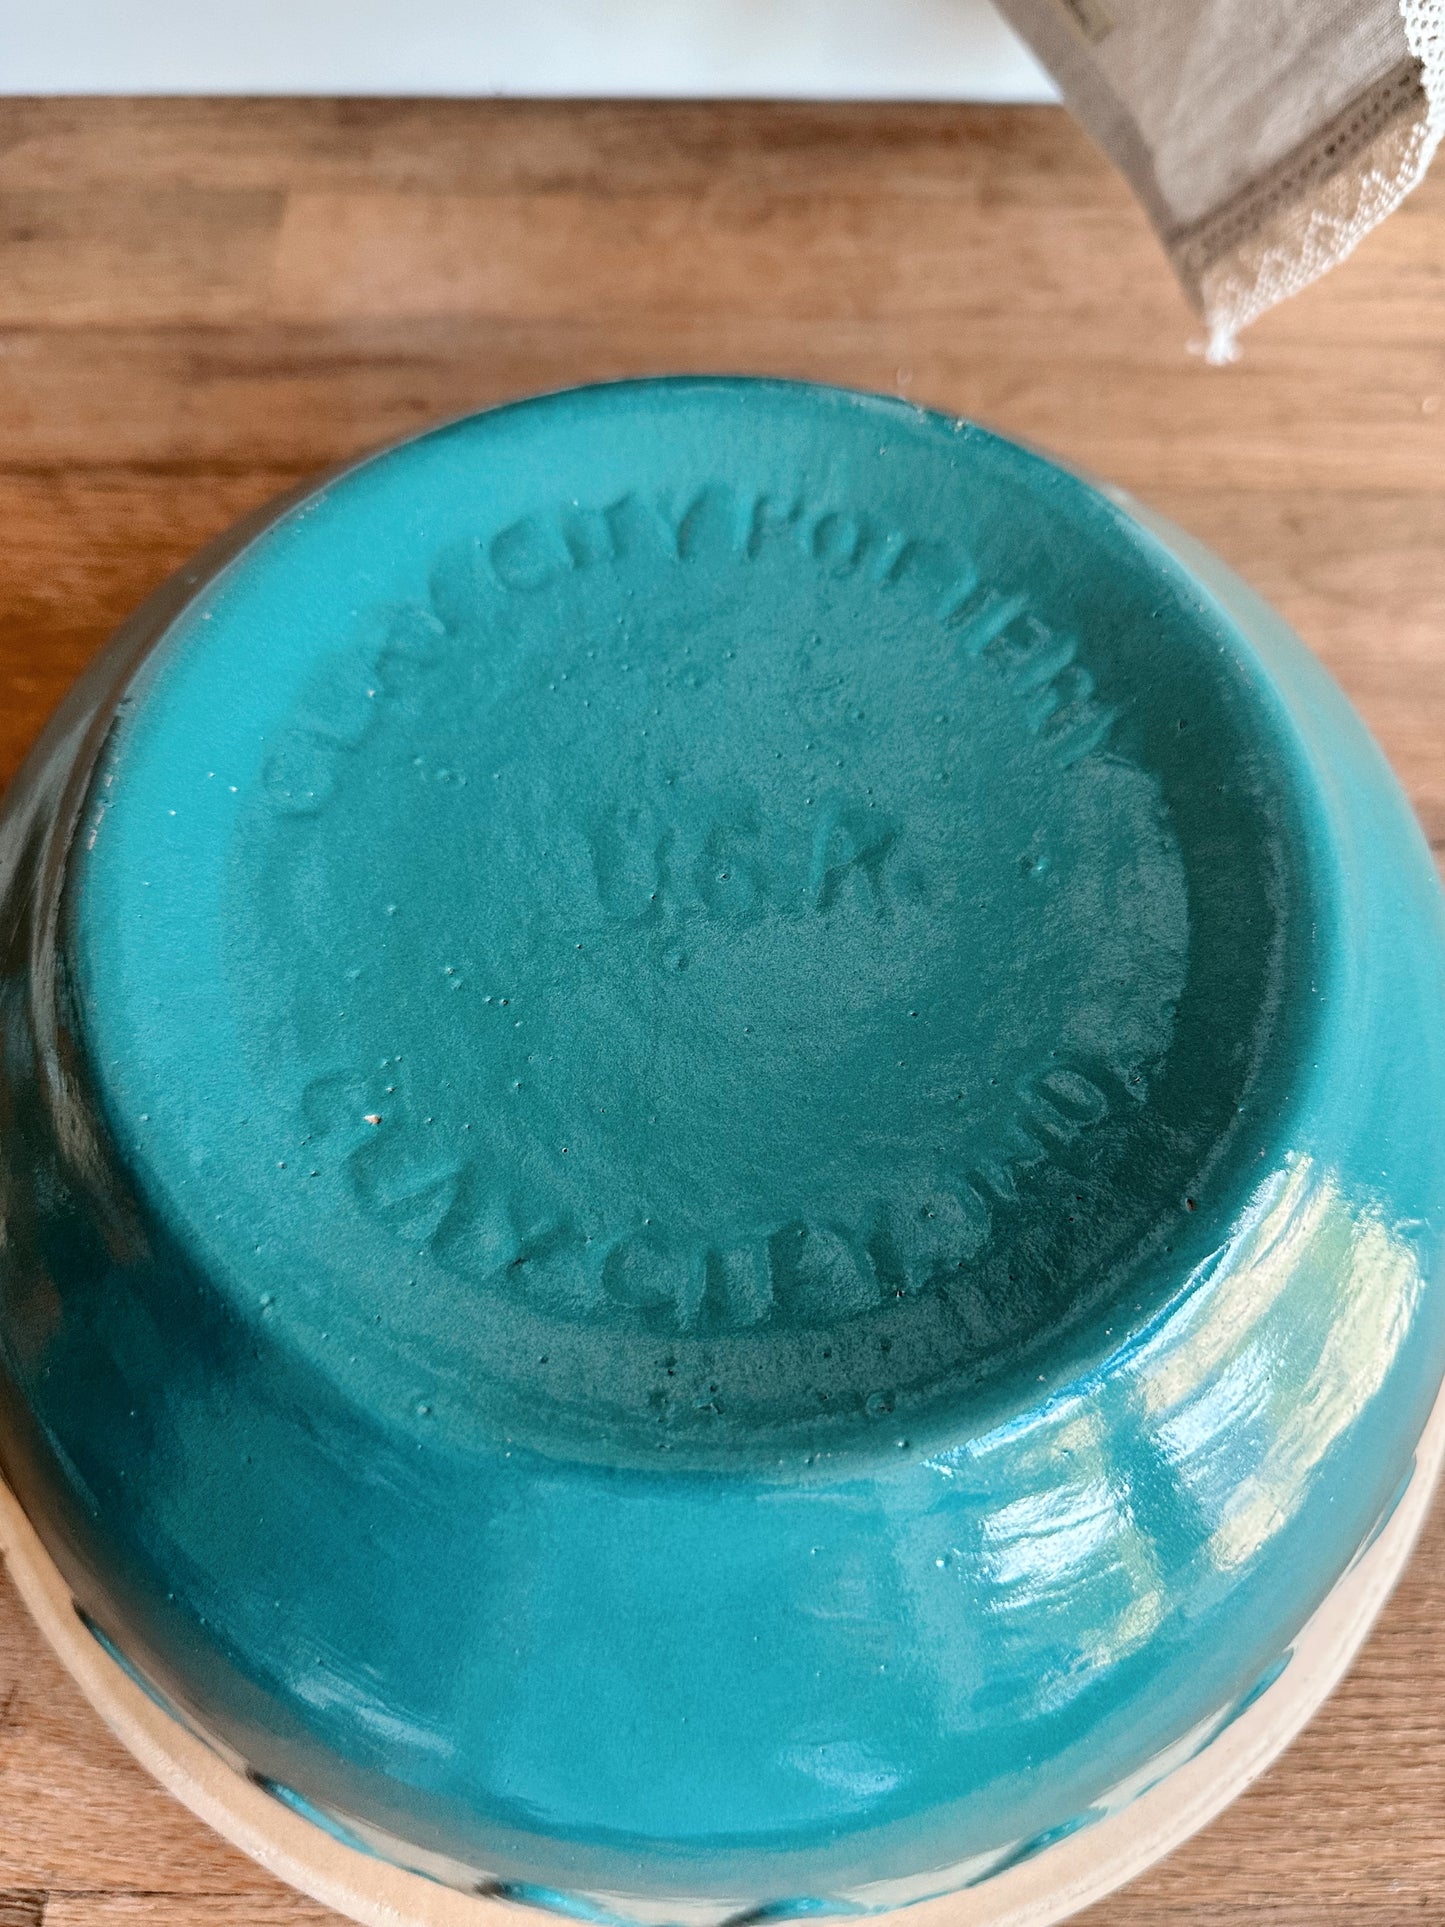 CLAY CITY POTTERY
U.S.A.
CLAY CITY, IND.